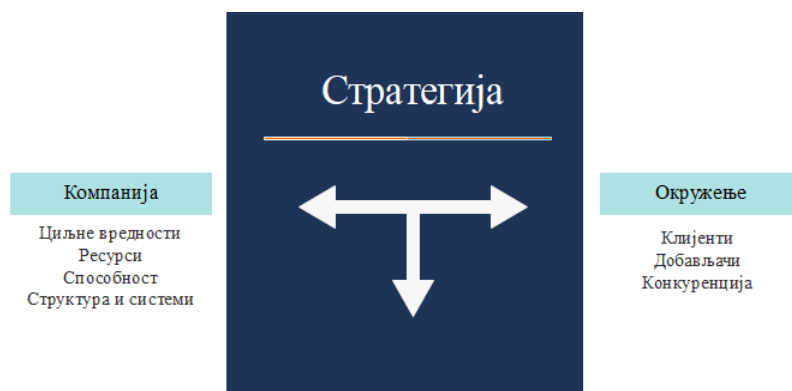 Стратегија
Компанија
Циљне вредности
Ресурси
Способност
Структура и системи
Окружење
Клијенти
Добављачи
Конкуренција